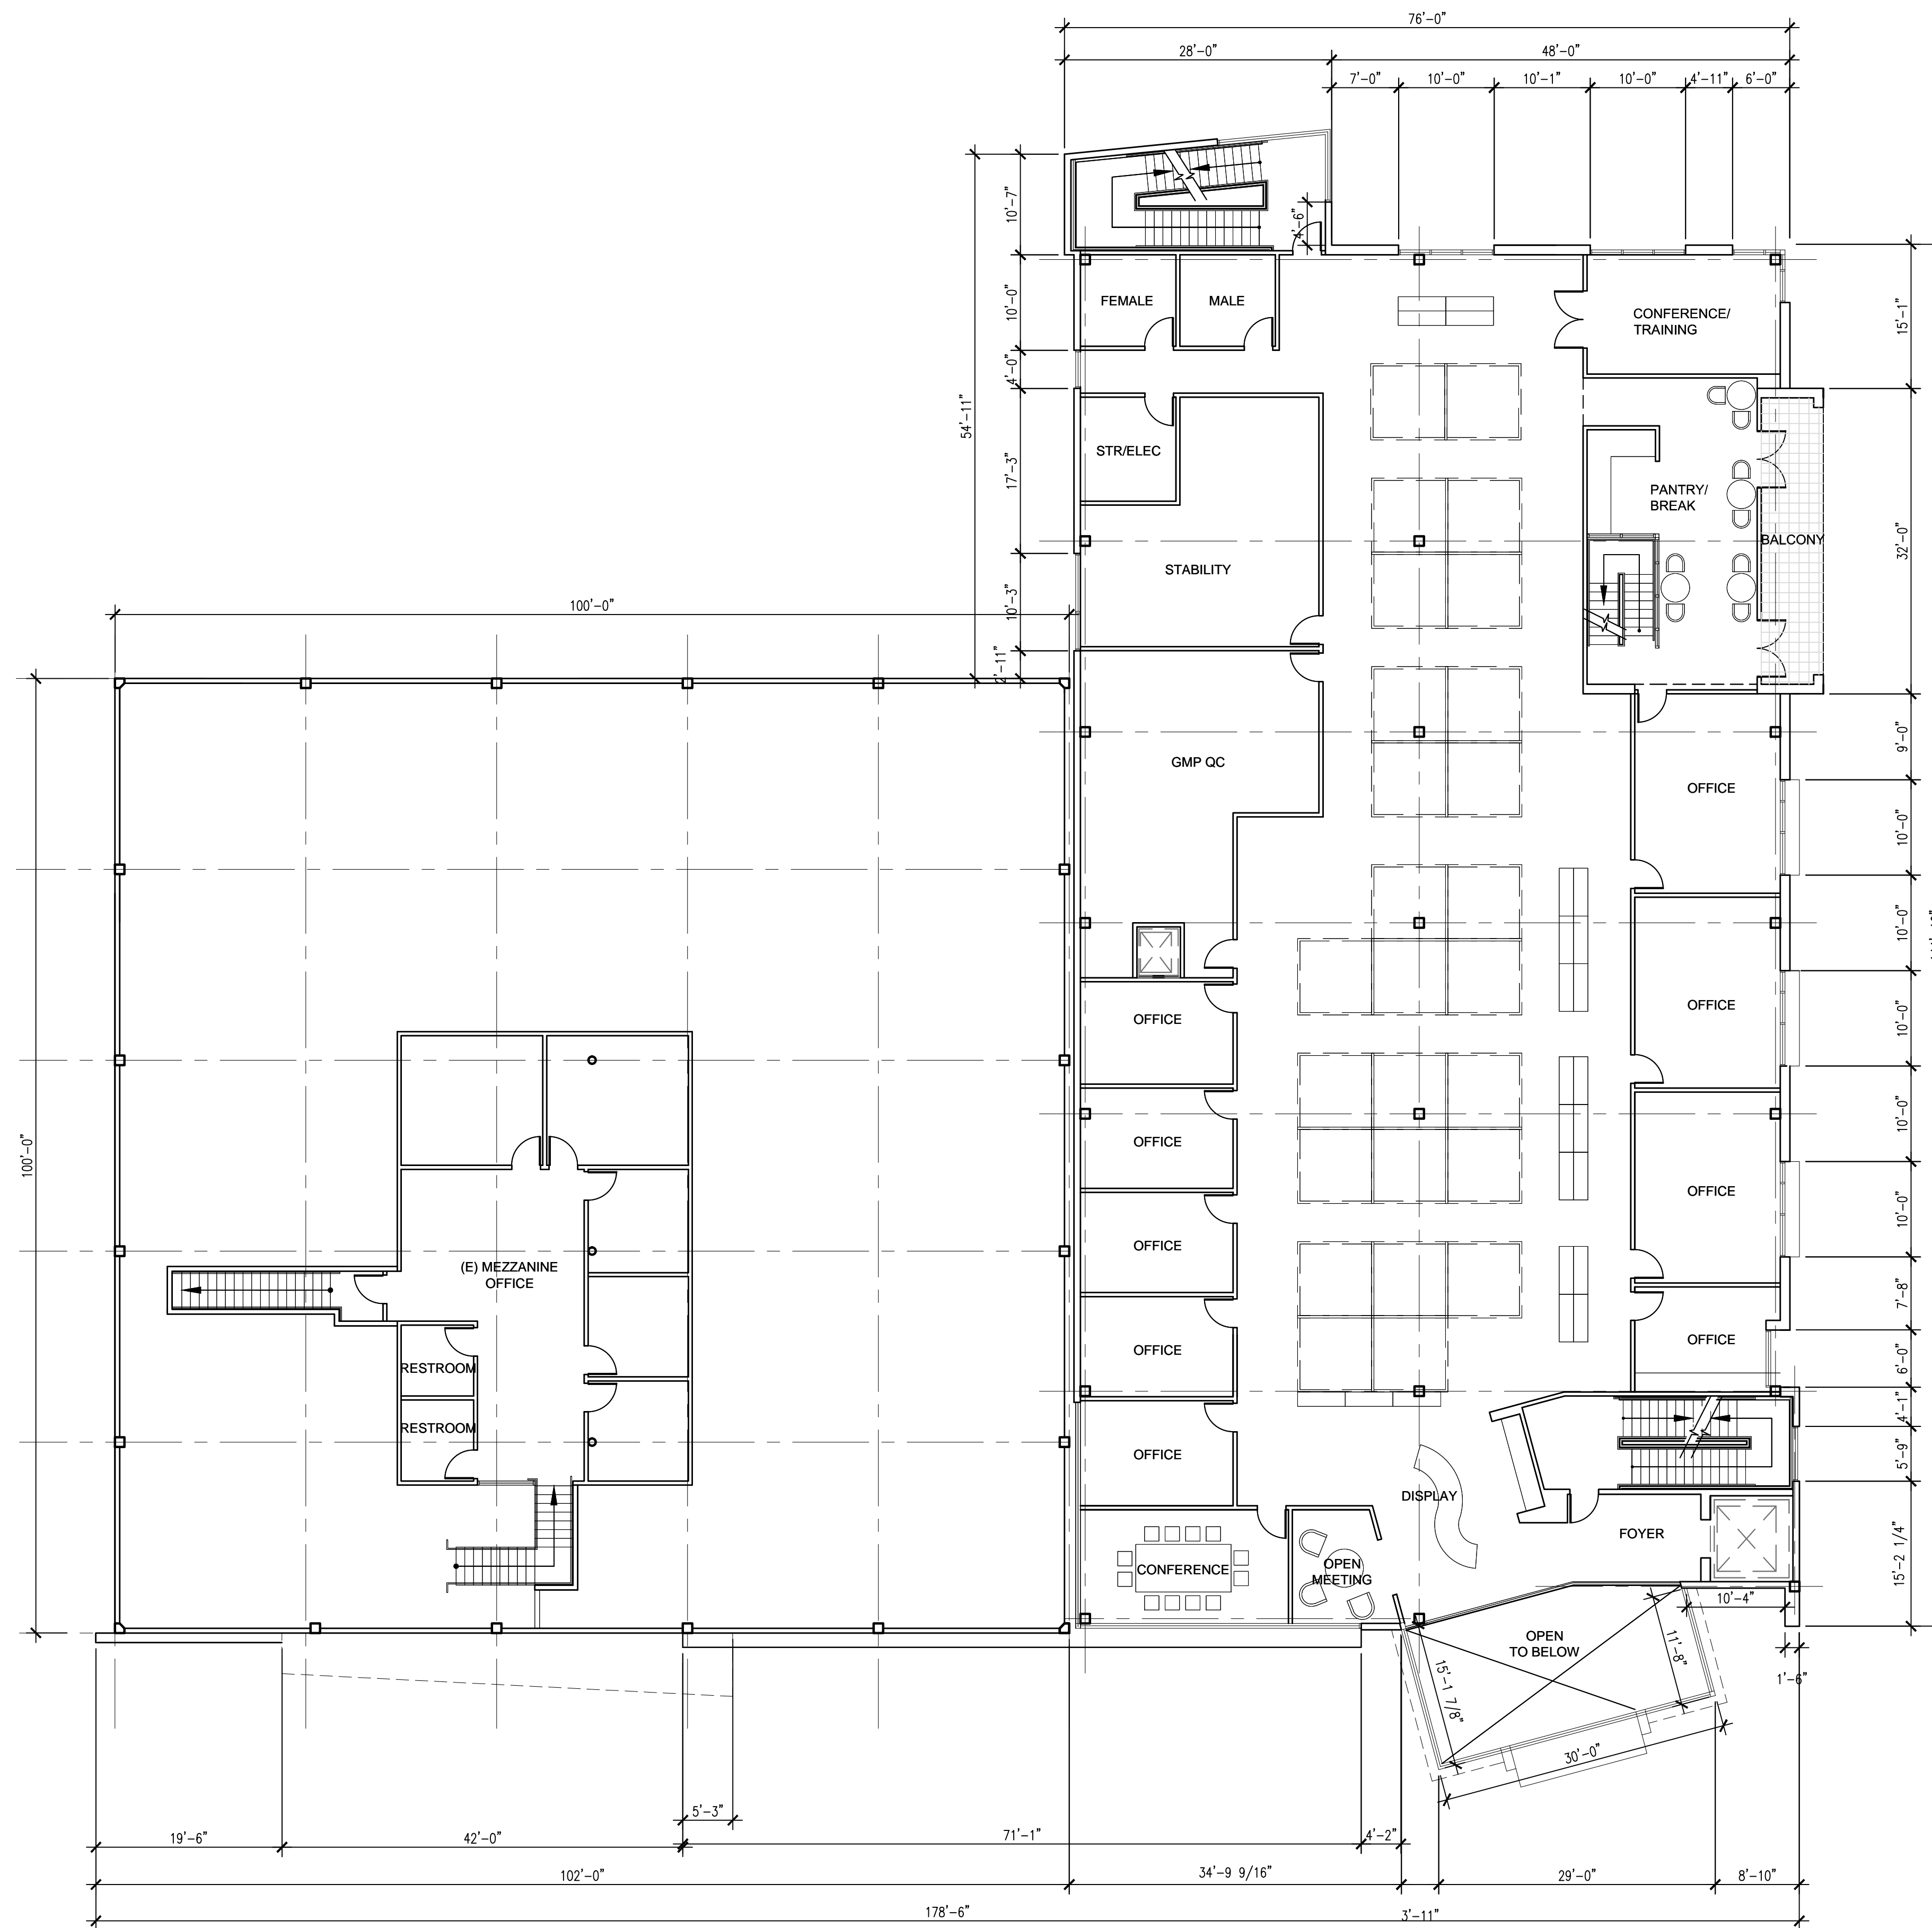 76'-0"
28'-0"
48'-0"
7'-0"
10'-0"
10'-1"
10'-0"
4'-11"
6'-0"
10'-7"
4'-6"
54'-11"
10'-0"
4'-0"
17'-3"
10'-3"
2'-11"
FEMALE
MALE
CONFERENCE/
TRAINING
15'-1"
STR/ELEC
PANTRY/
BREAK
BALCONY
32'-0"
STABILITY
100'-0"
100'-0"
GMP QC
OFFICE
9'-0"
10'-0"
10'-0"
OFFICE
OFFICE
10'-0"
OFFICE
OFFICE
10'-0"
10'-0"
(E) MEZZANINE
OFFICE
OFFICE
OFFICE
OFFICE
7'-8"
6'-0"
RESTROOM
RESTROOM
OFFICE
4'-1"
5'-9"
DISPLAY
FOYER
15'-2 1/4"
CONFERENCE
OPEN
MEETING
10'-4"
OPEN
TO BELOW
11'-8"
15'-1 7/8"
1'-6"
30'-0"
5'-3"
19'-6"
42'-0"
71'-1"
4'-2"
102'-0"
34'-9 9/16"
29'-0"
8'-10"
178'-6"
3'-11"